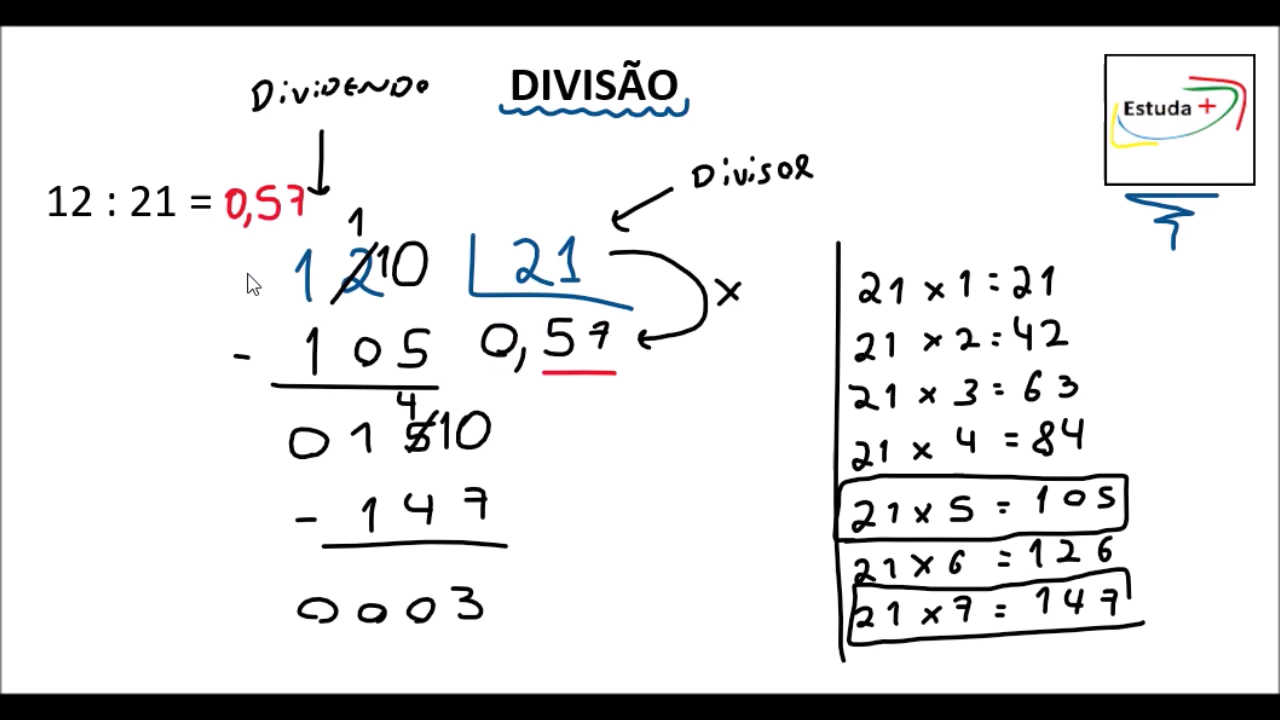 DiviDENDO
DIVISÃO
Estuda +
Divisor
12 : 21 = 0,57
1
1 2 10 21
- 1 0 5 0,57
4
0 1 5 10
- 1 4 7
0 0 0 3
x
21 x 1 = 21
21 x 2 = 42
21 x 3 = 63
21 x 4 = 84
21 x 5 = 105
21 x 6 = 126
21 x 7 = 147